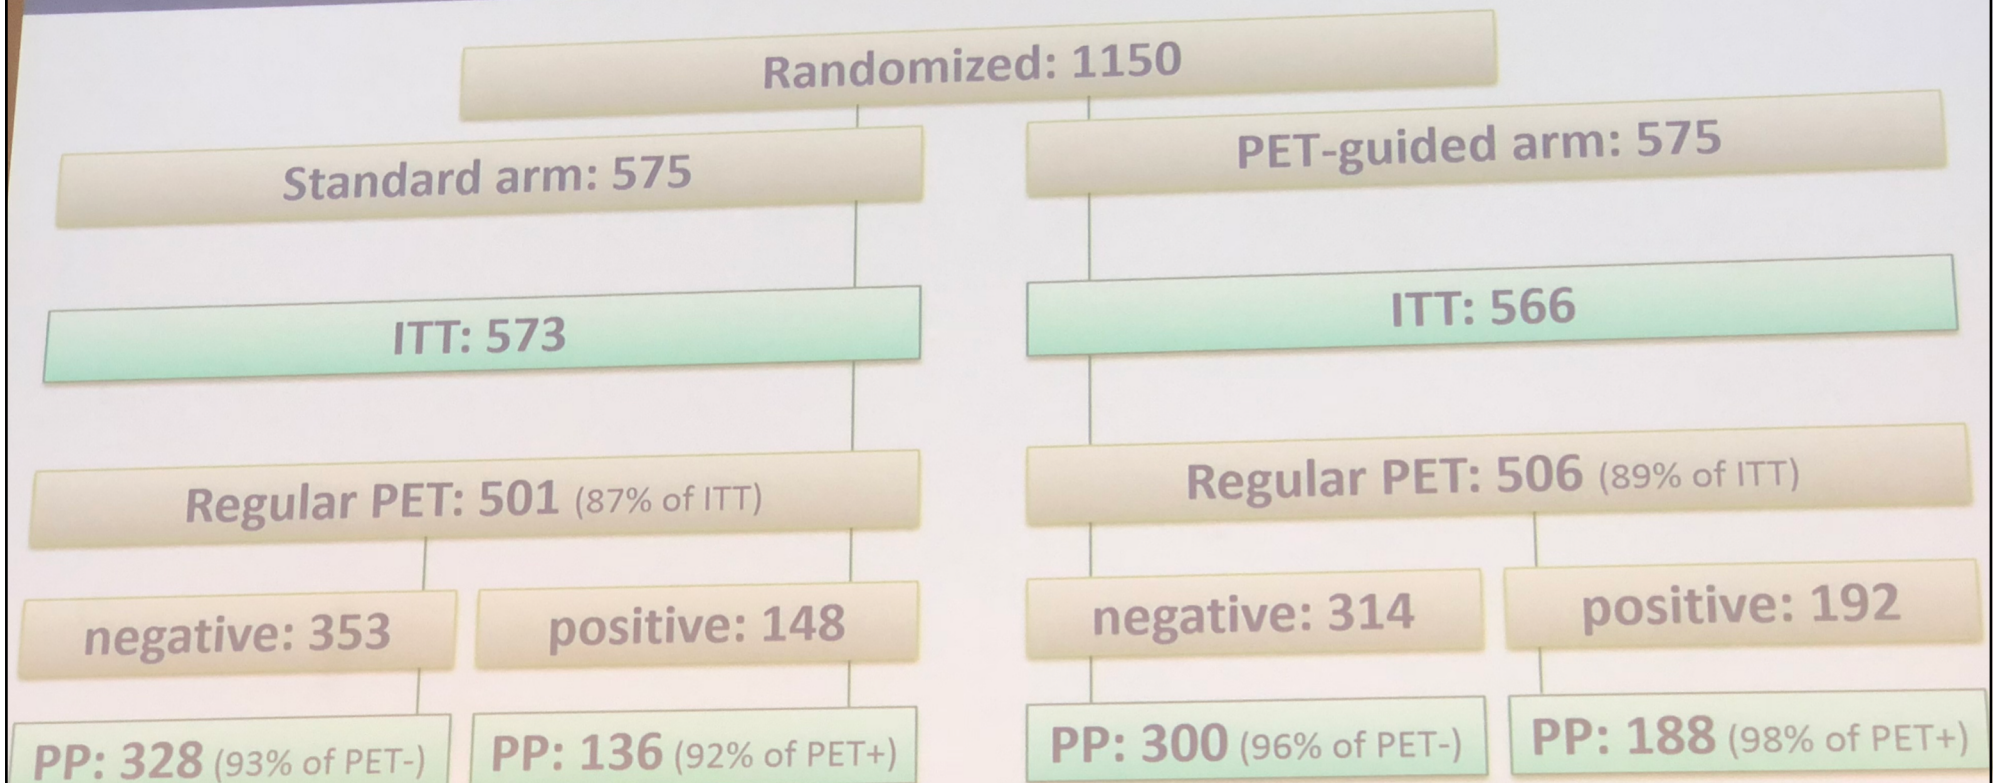 Randomized: 1150
Standard arm: 575
PET-guided arm: 575
ITT: 573
ITT: 566
Regular PET: 501 (87% of ITT)
Regular PET: 506 (89% of ITT)
negative: 353
positive: 148
negative: 314
positive: 192
PP: 328 (93% of PET-)
PP: 136 (92% of PET+)
PP: 300 (96% of PET-)
PP: 188 (98% of PET+)